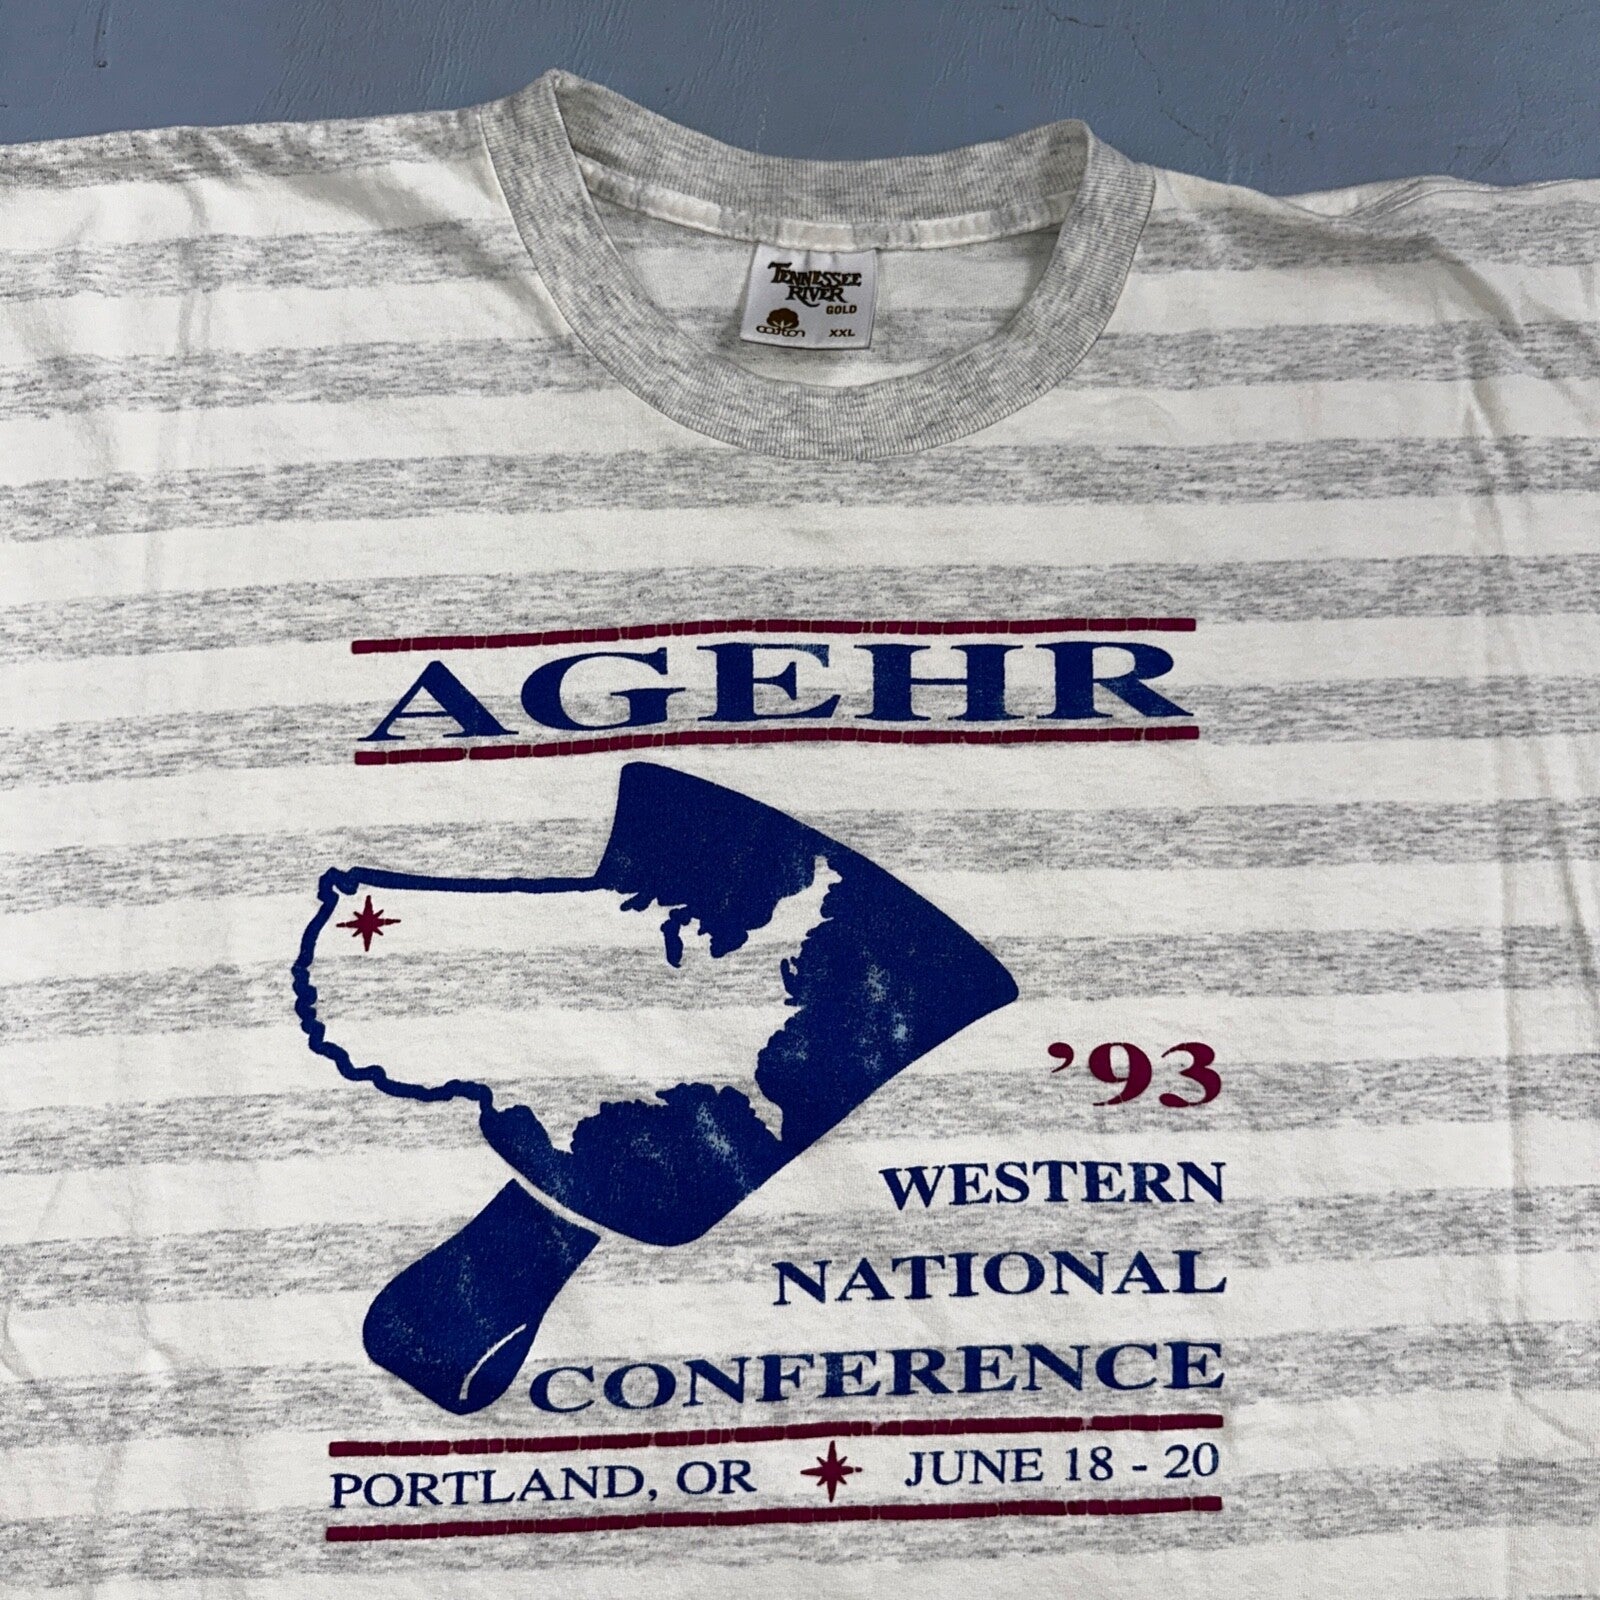 TENNESSEE
RIVER
GOLD
cotton XXL
AGEHR
'93
WESTERN
NATIONAL
CONFERENCE
PORTLAND, OR JUNE 18 - 20